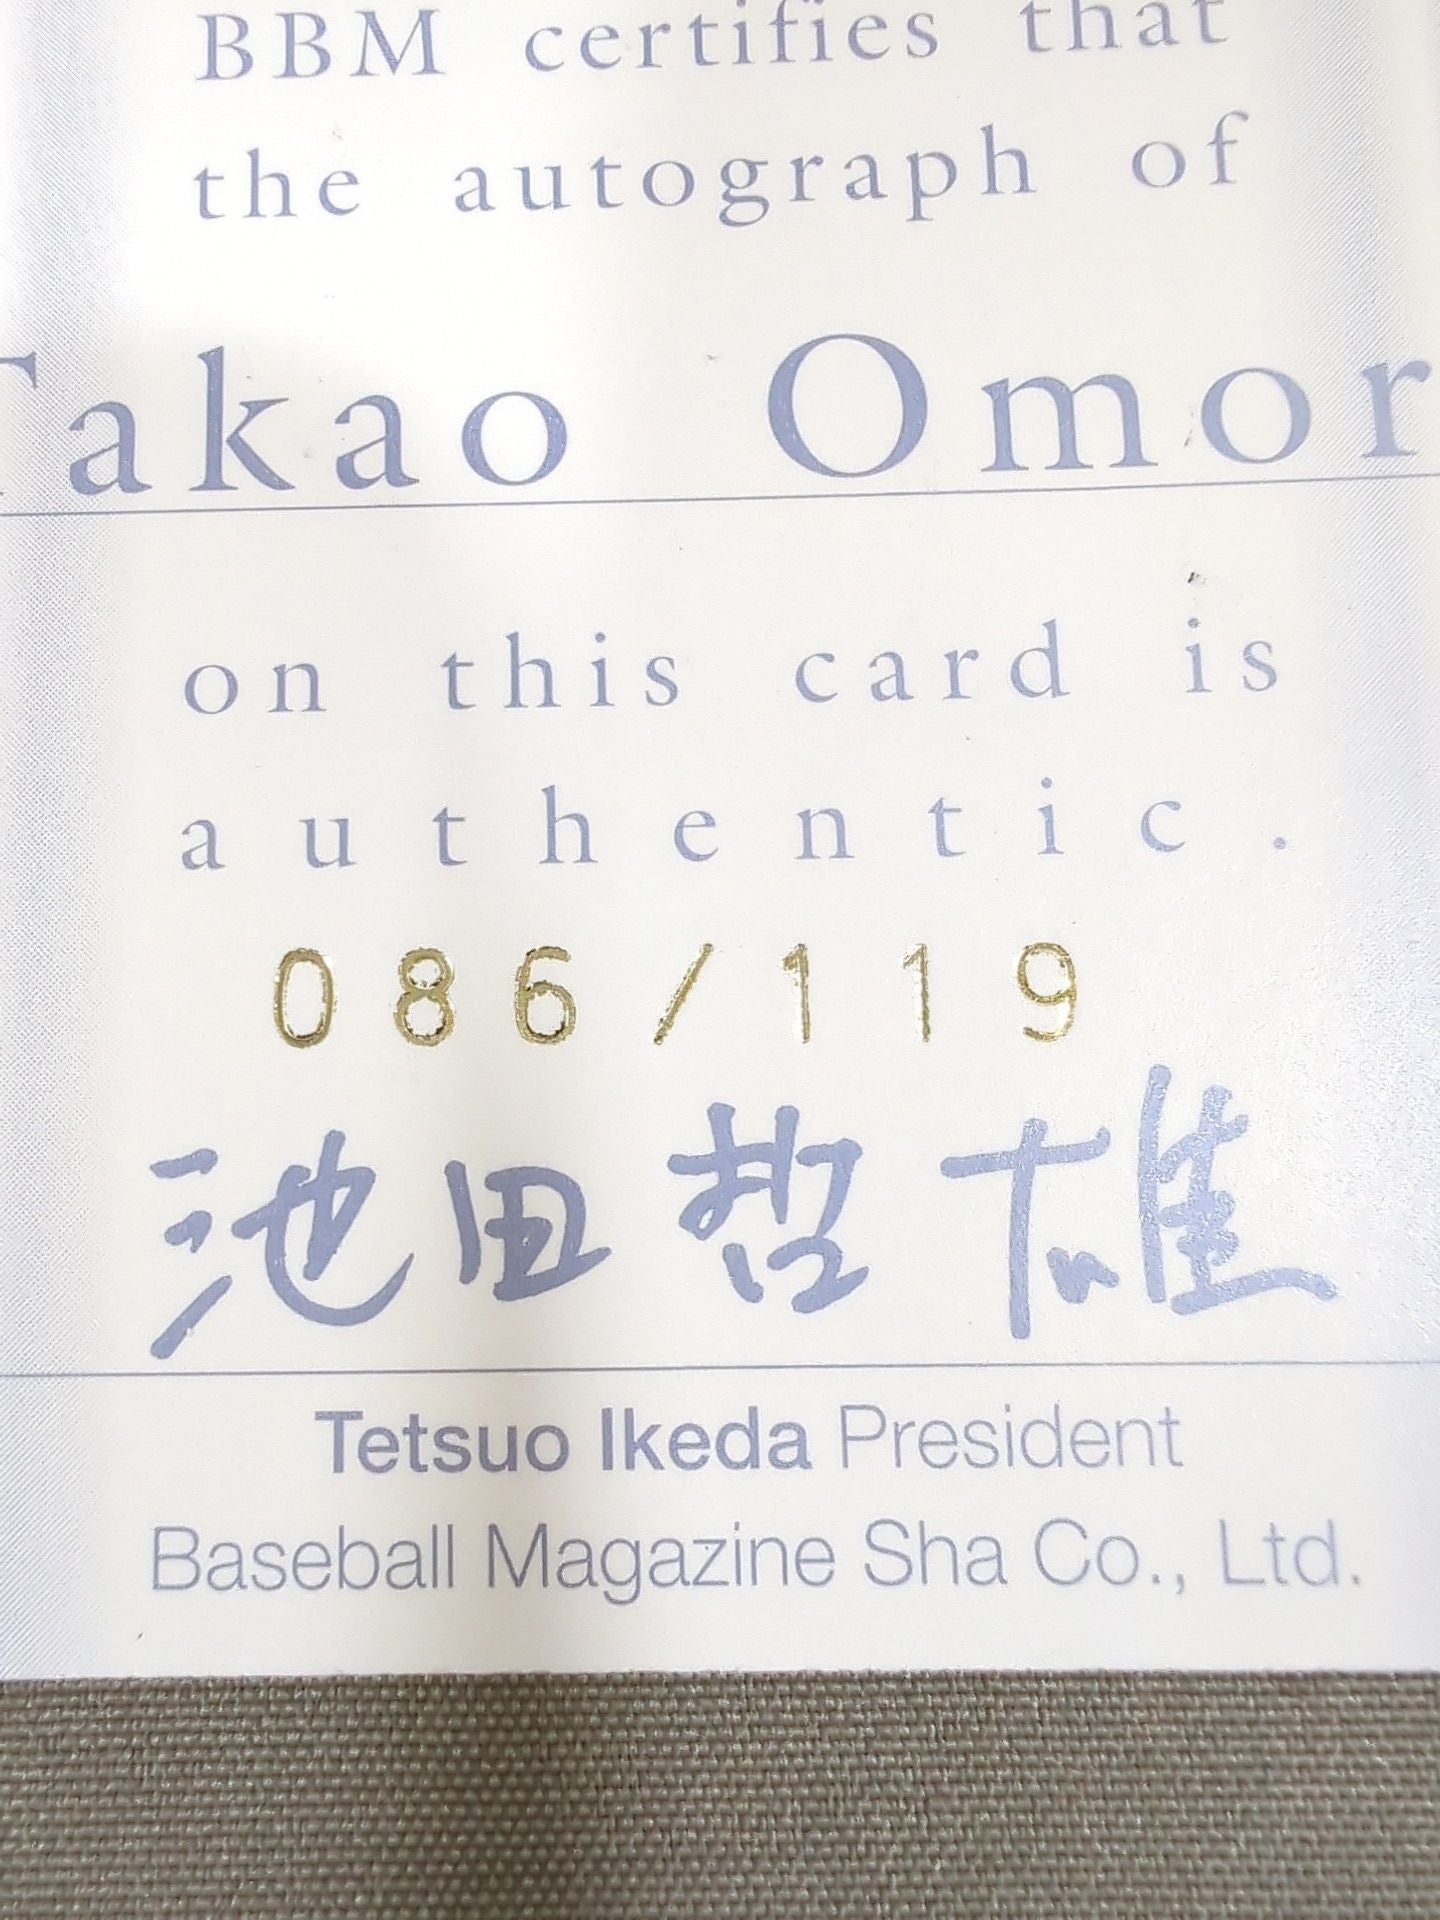 BBM certifies that
the autograph of
Takao Omor
on this card is
authentic.
086/119
池田哲雄
Tetsuo Ikeda President
Baseball Magazine Sha Co., Ltd.